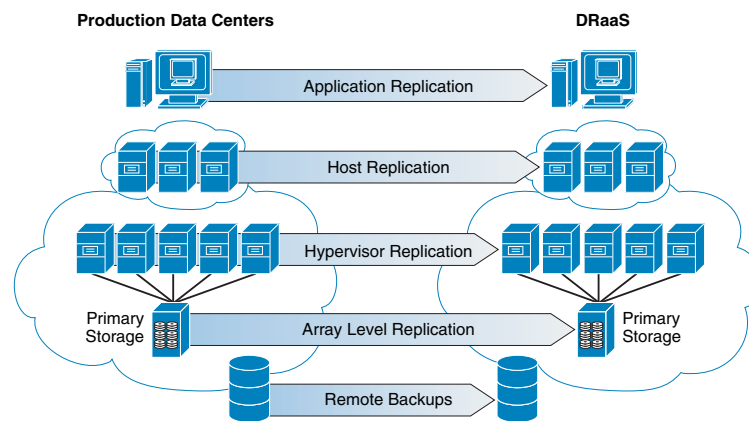 Production Data Centers
DRaaS
Application Replication
Host Replication
Hypervisor Replication
Primary
Storage
Array Level Replication
Primary
Storage
Remote Backups